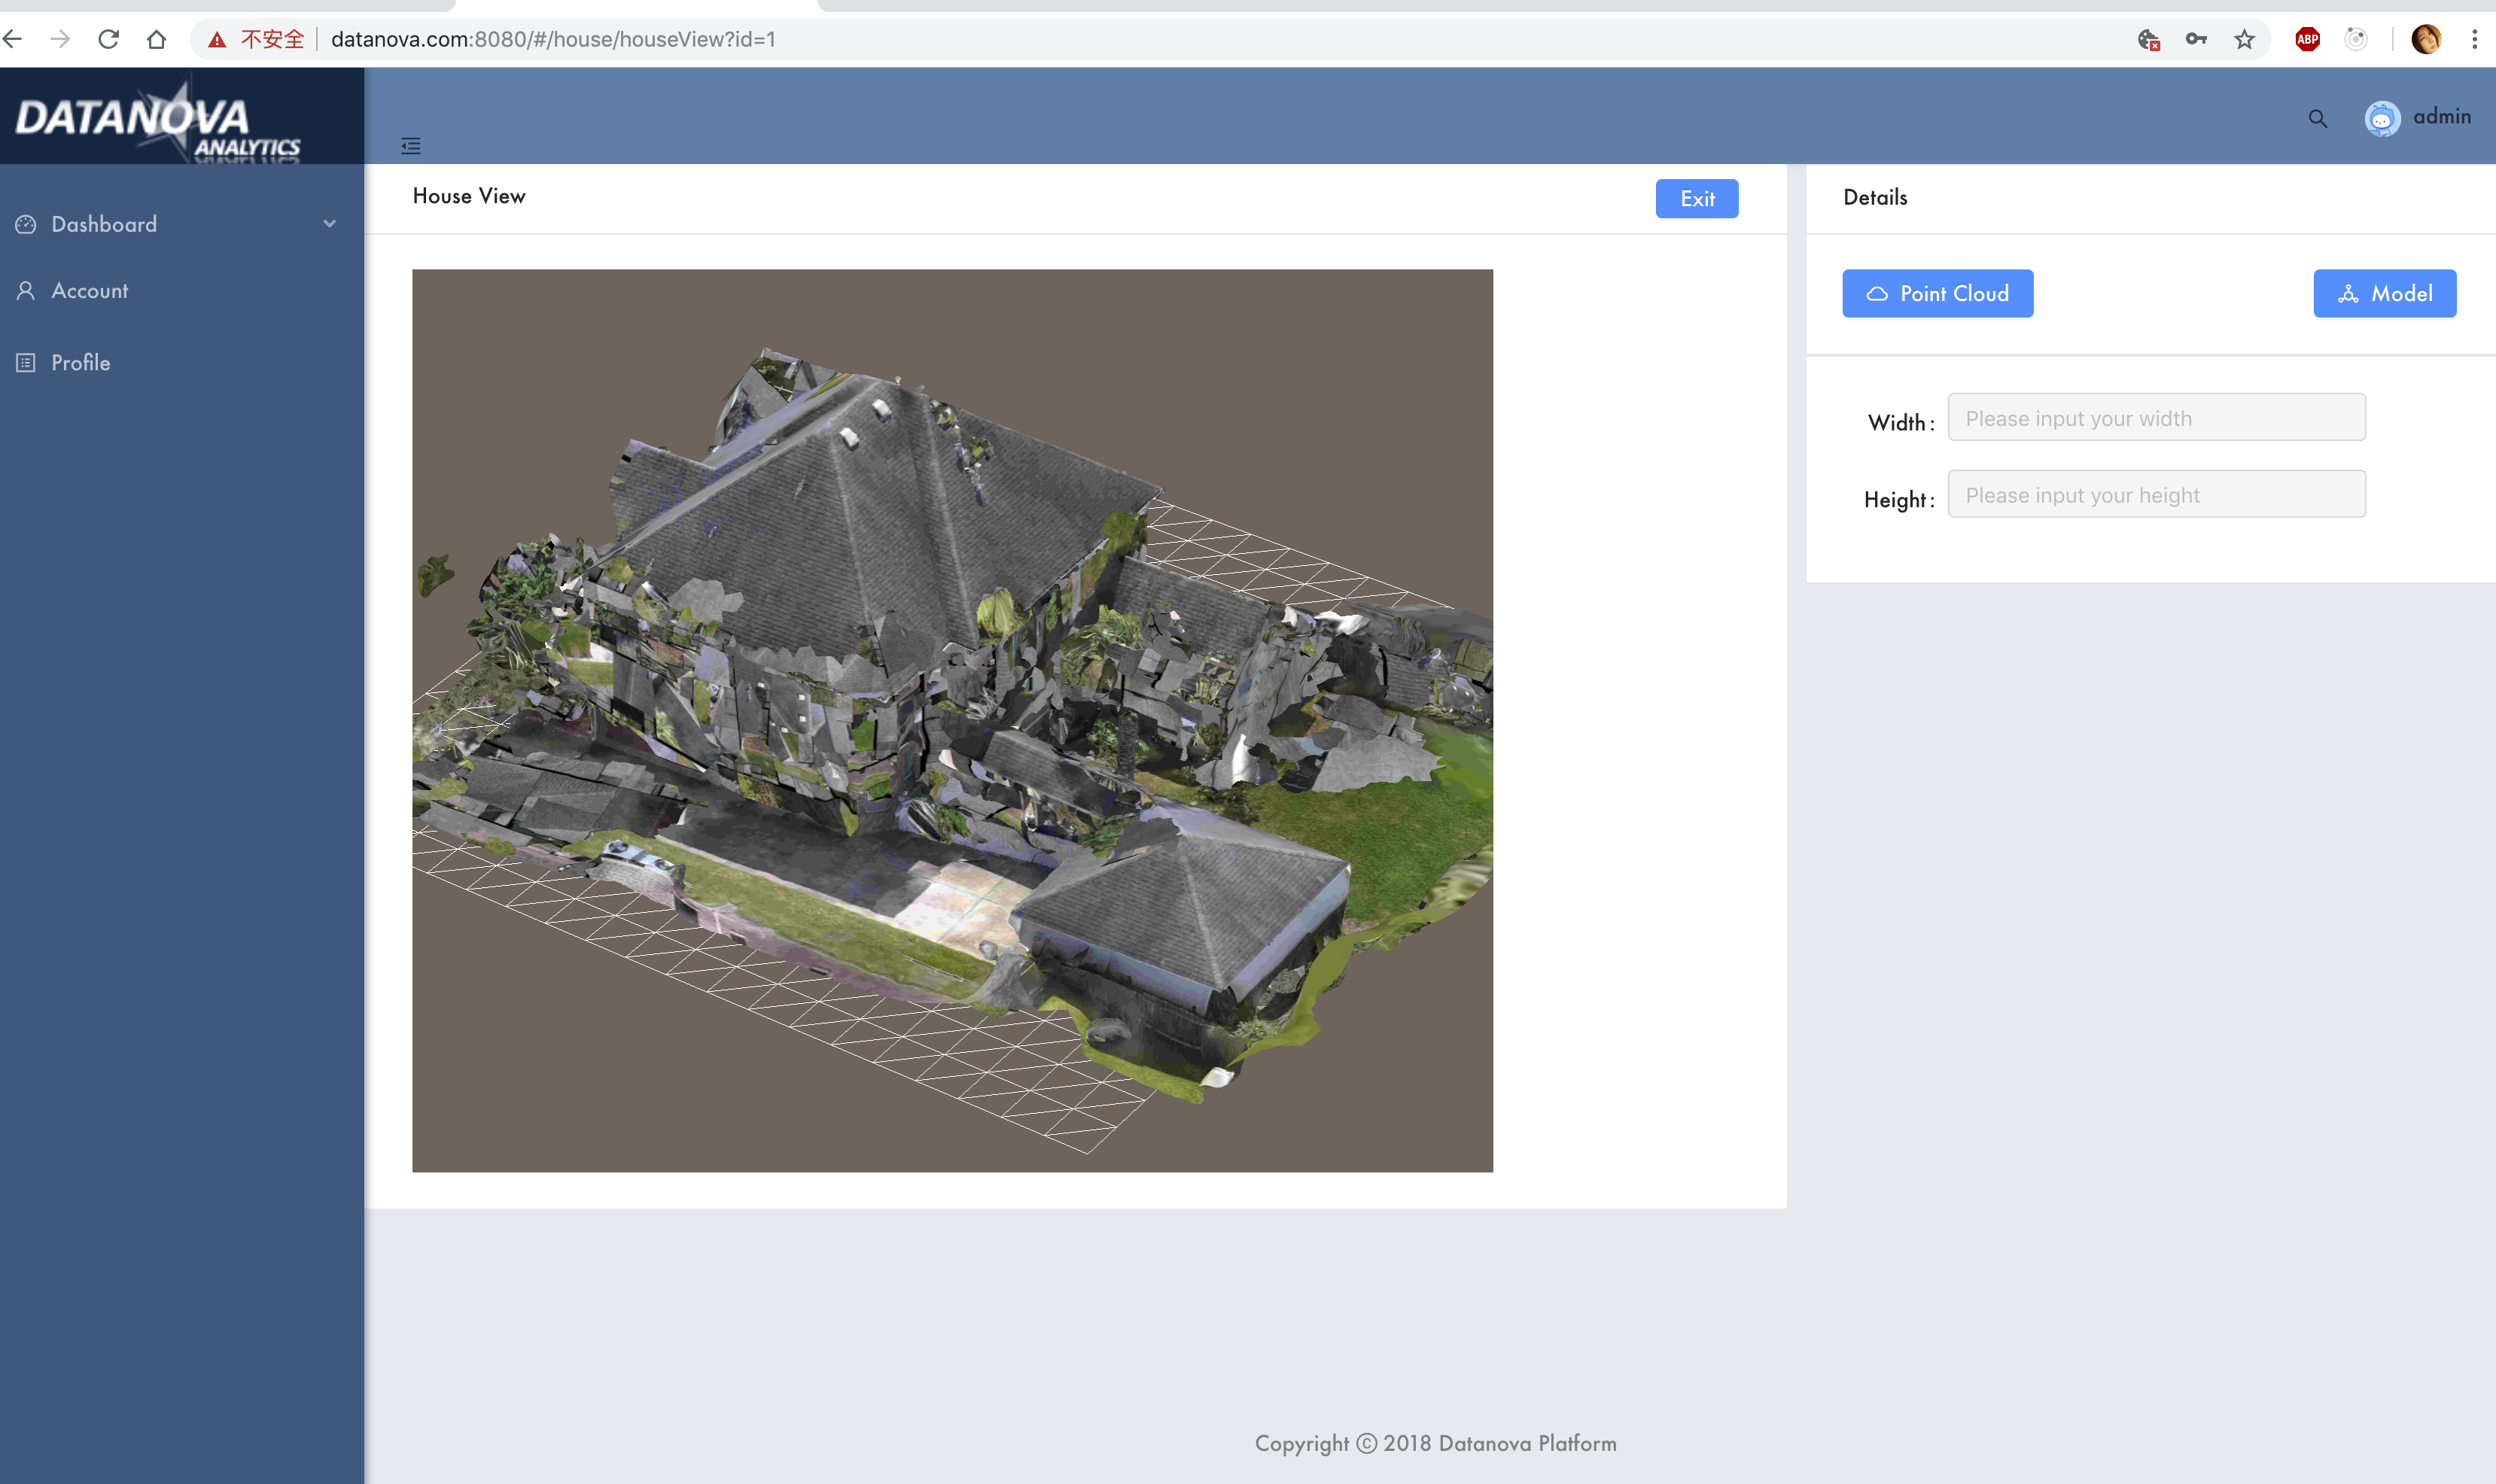 不安全 datanova.com:8080/#/house/houseView?id=1
ABP
DATANOVA
ANALYTICS
admin
Dashboard
Account
Profile
House View
Exit
Details
Point Cloud
Model
Width :
Please input your width
Height :
Please input your height
Copyright © 2018 Datanova Platform